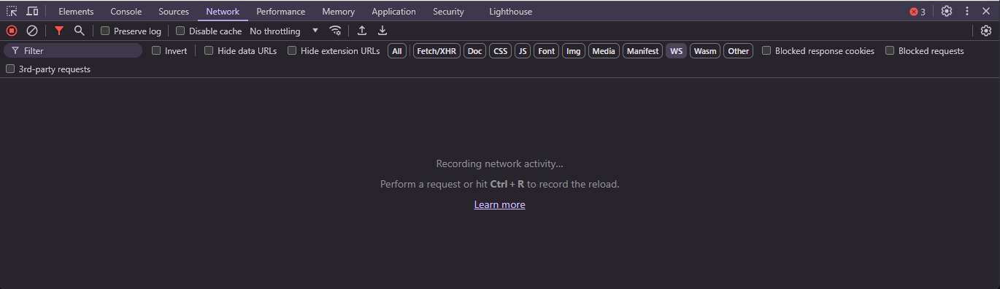 Elements Console Sources Network Performance Memory Application Security Lighthouse 3
Preserve log Disable cache No throttling
Filter Invert Hide data URLs Hide extension URLs All Fetch/XHR Doc CSS JS Font Img Media Manifest WS Wasm Other Blocked response cookies Blocked requests
3rd-party requests
Recording network activity...
Perform a request or hit Ctrl + R to record the reload.
Learn more